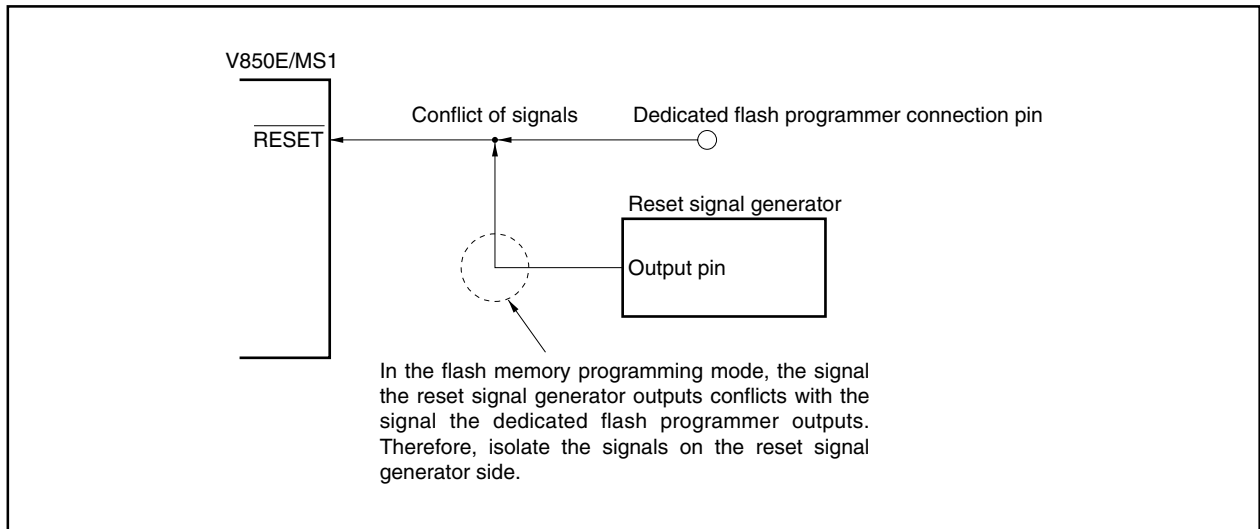 V850E/MS1
Conflict of signals
Dedicated flash programmer connection pin
RESET
Reset signal generator
Output pin
In the flash memory programming mode, the signal
the reset signal generator outputs conflicts with the
signal the dedicated flash programmer outputs.
Therefore, isolate the signals on the reset signal
generator side.